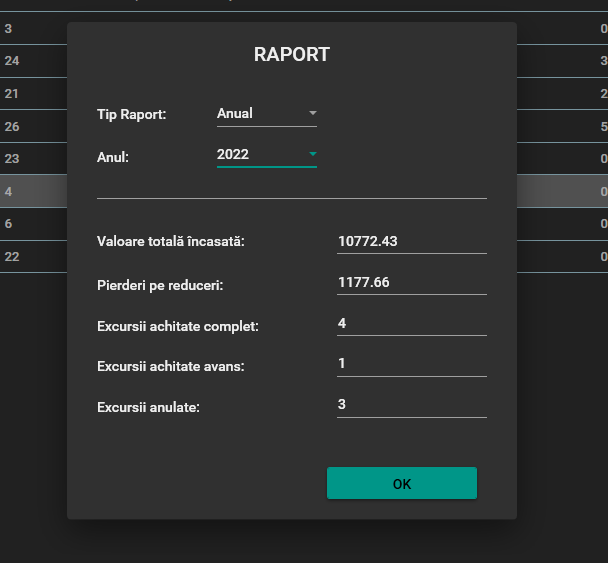 RAPORT
3 0
24 3
Tip Raport: Anual
21 2
26 5
Anul: 2022
23 0
4 0
6 0
Valoare totală încasată: 10772.43
22 0
Pierderi pe reduceri: 1177.66
Excursii achitate complet: 4
Excursii achitate avans: 1
Excursii anulate: 3
OK